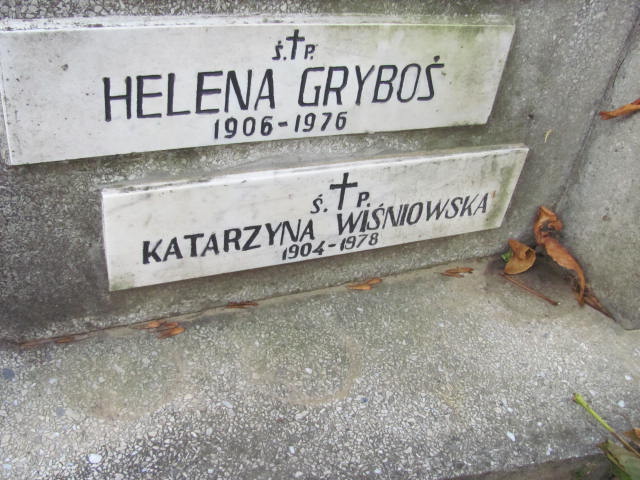 Ś.✝P.
HELENA GRYBOŚ
1906-1976
Ś.✝P.
KATARZYNA WIŚNIOWSKA
1904-1978